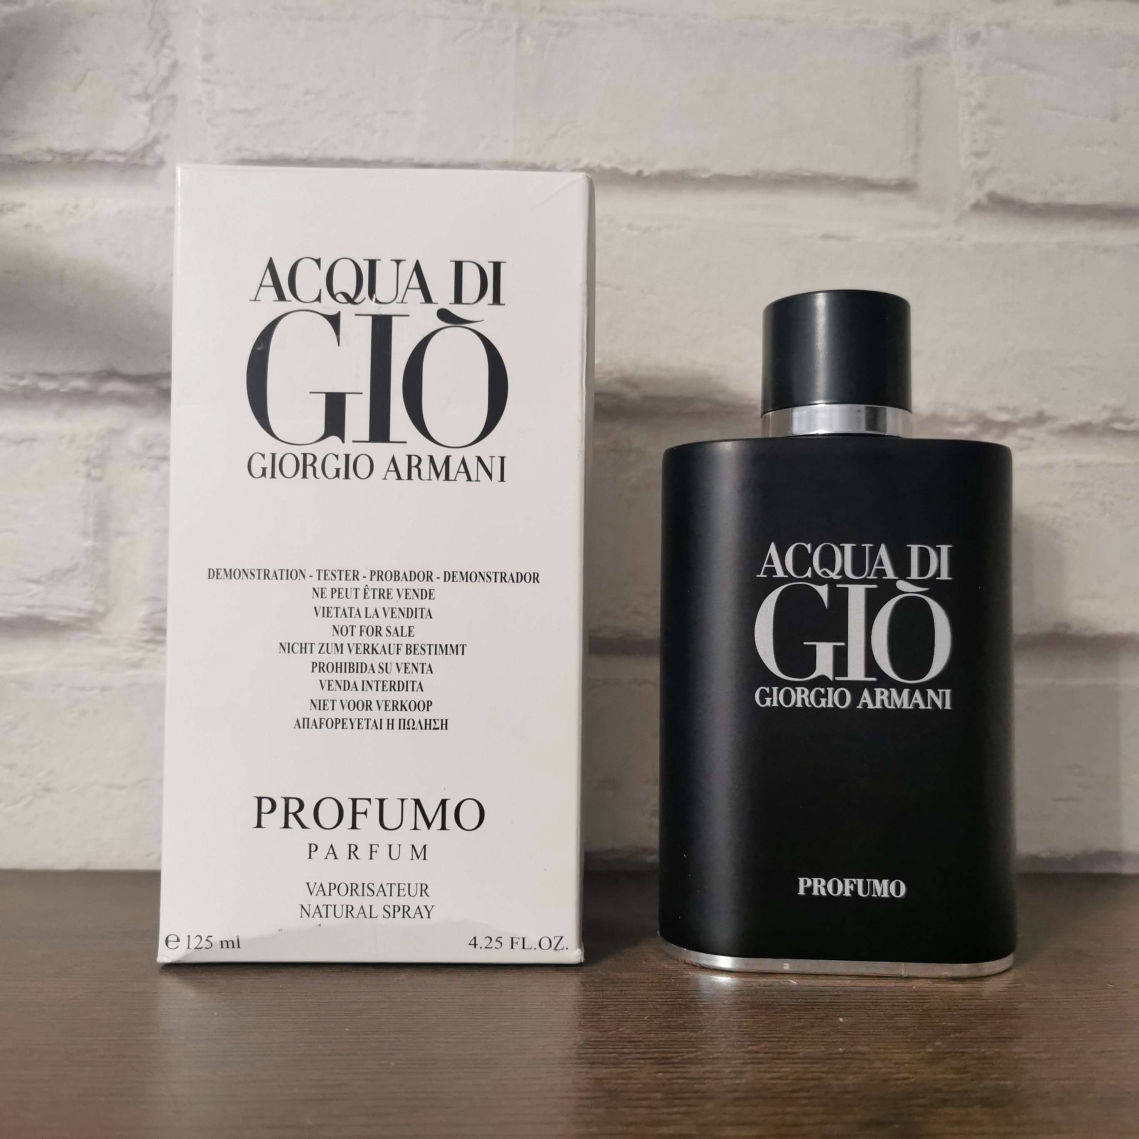 ACQUA DI
GIÒ
GIORGIO ARMANI
DEMONSTRATION - TESTER - PROBADOR - DEMONSTRADOR
NE PEUT ÊTRE VENDE
VIETATA LA VENDITA
NOT FOR SALE
NICHT ZUM VERKAUF BESTIMMT
PROHIBIDA SU VENTA
VENDA INTERDITA
NIET VOOR VERKOOP
ΑΠΑΓΟΡΕΥΕΤΑΙ Η ΠΩΛΗΣΗ
PROFUMO
PARFUM
VAPORISATEUR
NATURAL SPRAY
℮ 125 ml 4.25 FL.OZ.
ACQUA DI
GIÒ
GIORGIO ARMANI
PROFUMO